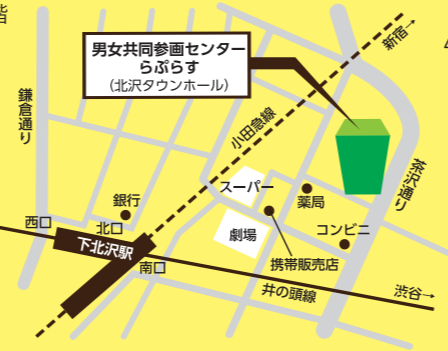 階
男女共同参画センター
らぷらす
(北沢タウンホール)
新宿→
鎌倉通り
小田急線
茶沢通り
スーパー
銀行
薬局
西口
北口
劇場
コンビニ
下北沢駅
南口
携帯販売店
井の頭線
渋谷→